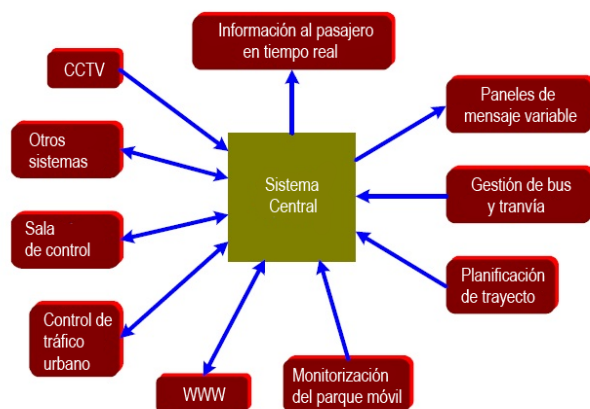 Información al pasajero
en tiempo real
CCTV
Paneles de
mensaje variable
Otros
sistemas
Sistema
Central
Gestión de bus
y tranvía
Sala
de control
Planificación
de trayecto
Control de
tráfico
urbano
WWW
Monitorización
del parque móvil